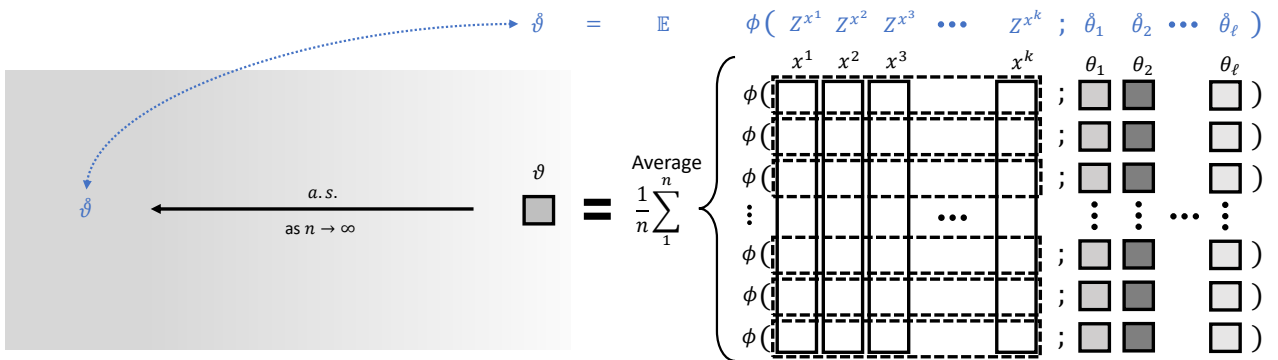 ϑ̊ = 𝔼 ϕ( Z^{x^1} Z^{x^2} Z^{x^3} ••• Z^{x^k} ; θ̊_1 θ̊_2 ••• θ̊_ℓ )
x^1 x^2 x^3 x^k θ_1 θ_2 θ_ℓ
ϕ( ; )
ϕ( ; )
Average
ϕ( ; )
ϑ
a.s.
ϑ̊ = 1/n ∑_1^n ⋮ ••• ⋮ ⋮ ••• ⋮
as n → ∞
ϕ( ; )
ϕ( ; )
ϕ( ; )